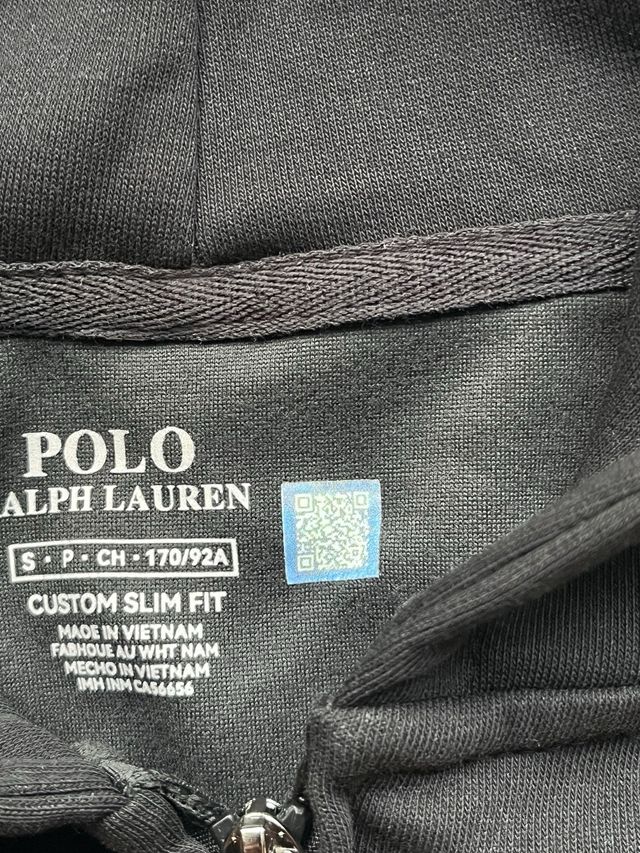 POLO
RALPH LAUREN
S • P • CH • 170/92A
CUSTOM SLIM FIT
MADE IN VIETNAM
FABHOUE AU WHT NAM
MECHO IN VIETNAM
IMH INM CA56656